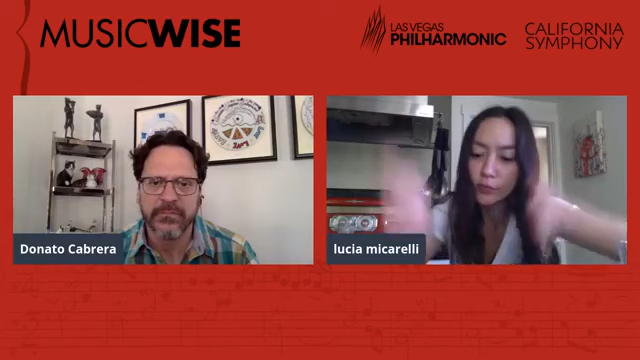 MUSICWISE
LAS VEGAS
PHILHARMONIC
CALIFORNIA
SYMPHONY
Donato Cabrera
lucia micarelli